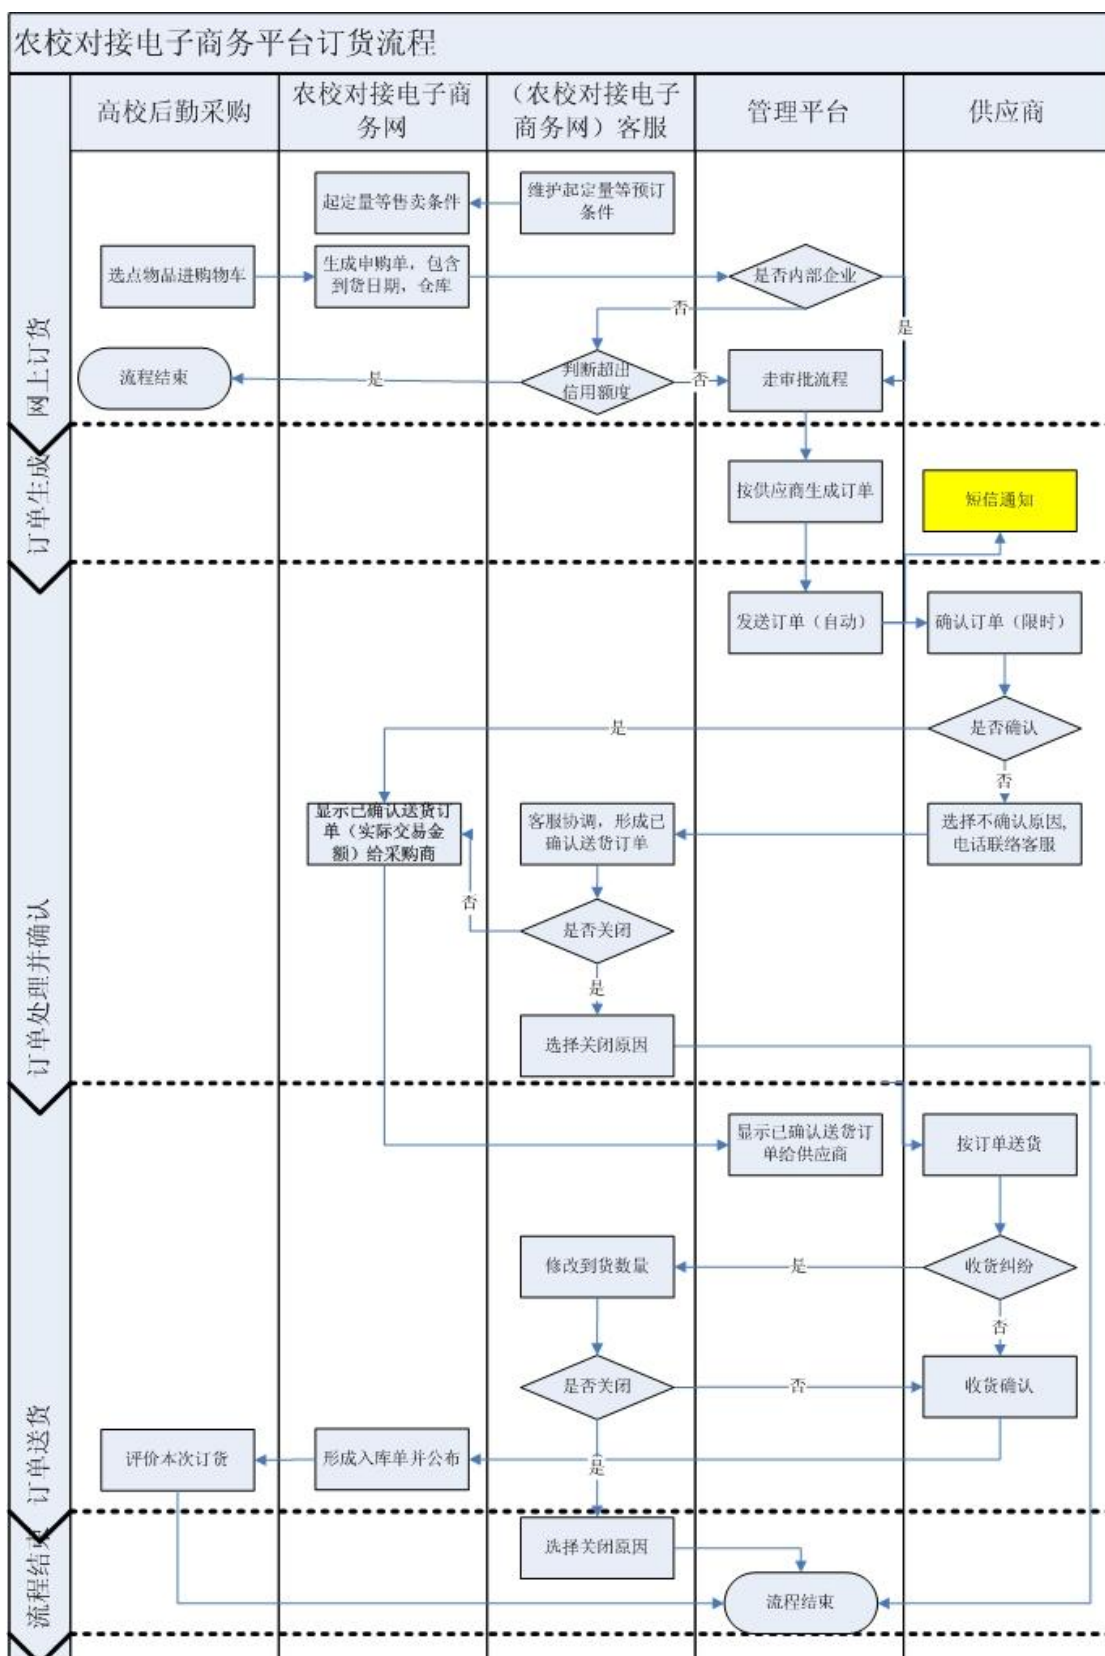 农校对接电子商务平台订货流程
高校后勤采购
农校对接电子商
务网
（农校对接电子
商务网）客服
管理平台
供应商
网上订货
起定量等售卖条件
维护起定量等预订
条件
选点物品进购物车
生成申购单，包含
到货日期，仓库
是否内部企业
否
是
流程结束
是
判断超出
信用额度
否
走审批流程
订单生成
按供应商生成订单
短信通知
订单处理并确认
发送订单（自动）
确认订单（限时）
是
是否确认
否
显示已确认送货订
单（实际交易金
额）给采购商
客服协调，形成已
确认送货订单
选择不确认原因，
电话联络客服
否
是否关闭
是
选择关闭原因
订单送货
显示已确认送货订
单给供应商
按订单送货
修改到货数量
是
收货纠纷
否
是否关闭
否
收货确认
评价本次订货
形成入库单并公布
是
流程结束
选择关闭原因
流程结束